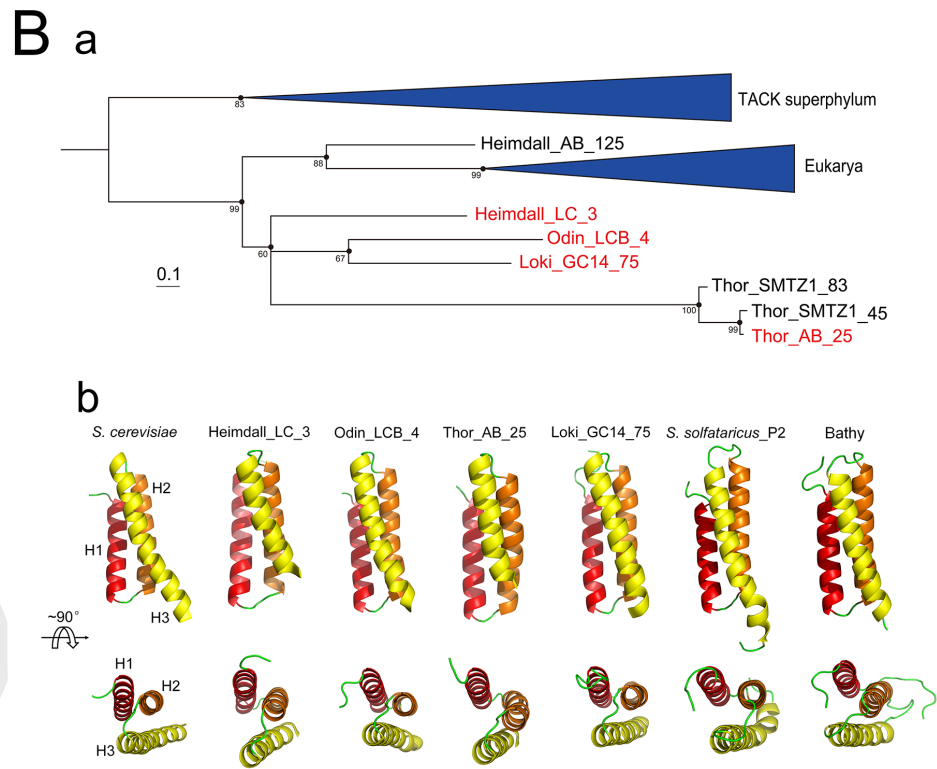 B a
TACK superphylum
83
Heimdall_AB_125
88
Eukarya
99
99
Heimdall_LC_3
Odin_LCB_4
60
67
Loki_GC14_75
0.1
Thor_SMTZ1_83
100
Thor_SMTZ1_45
99
Thor_AB_25
b
S. cerevisiae Heimdall_LC_3 Odin_LCB_4 Thor_AB_25 Loki_GC14_75 S. solfataricus_P2 Bathy
H2
H1
H3
~90°
H1
H2
H3